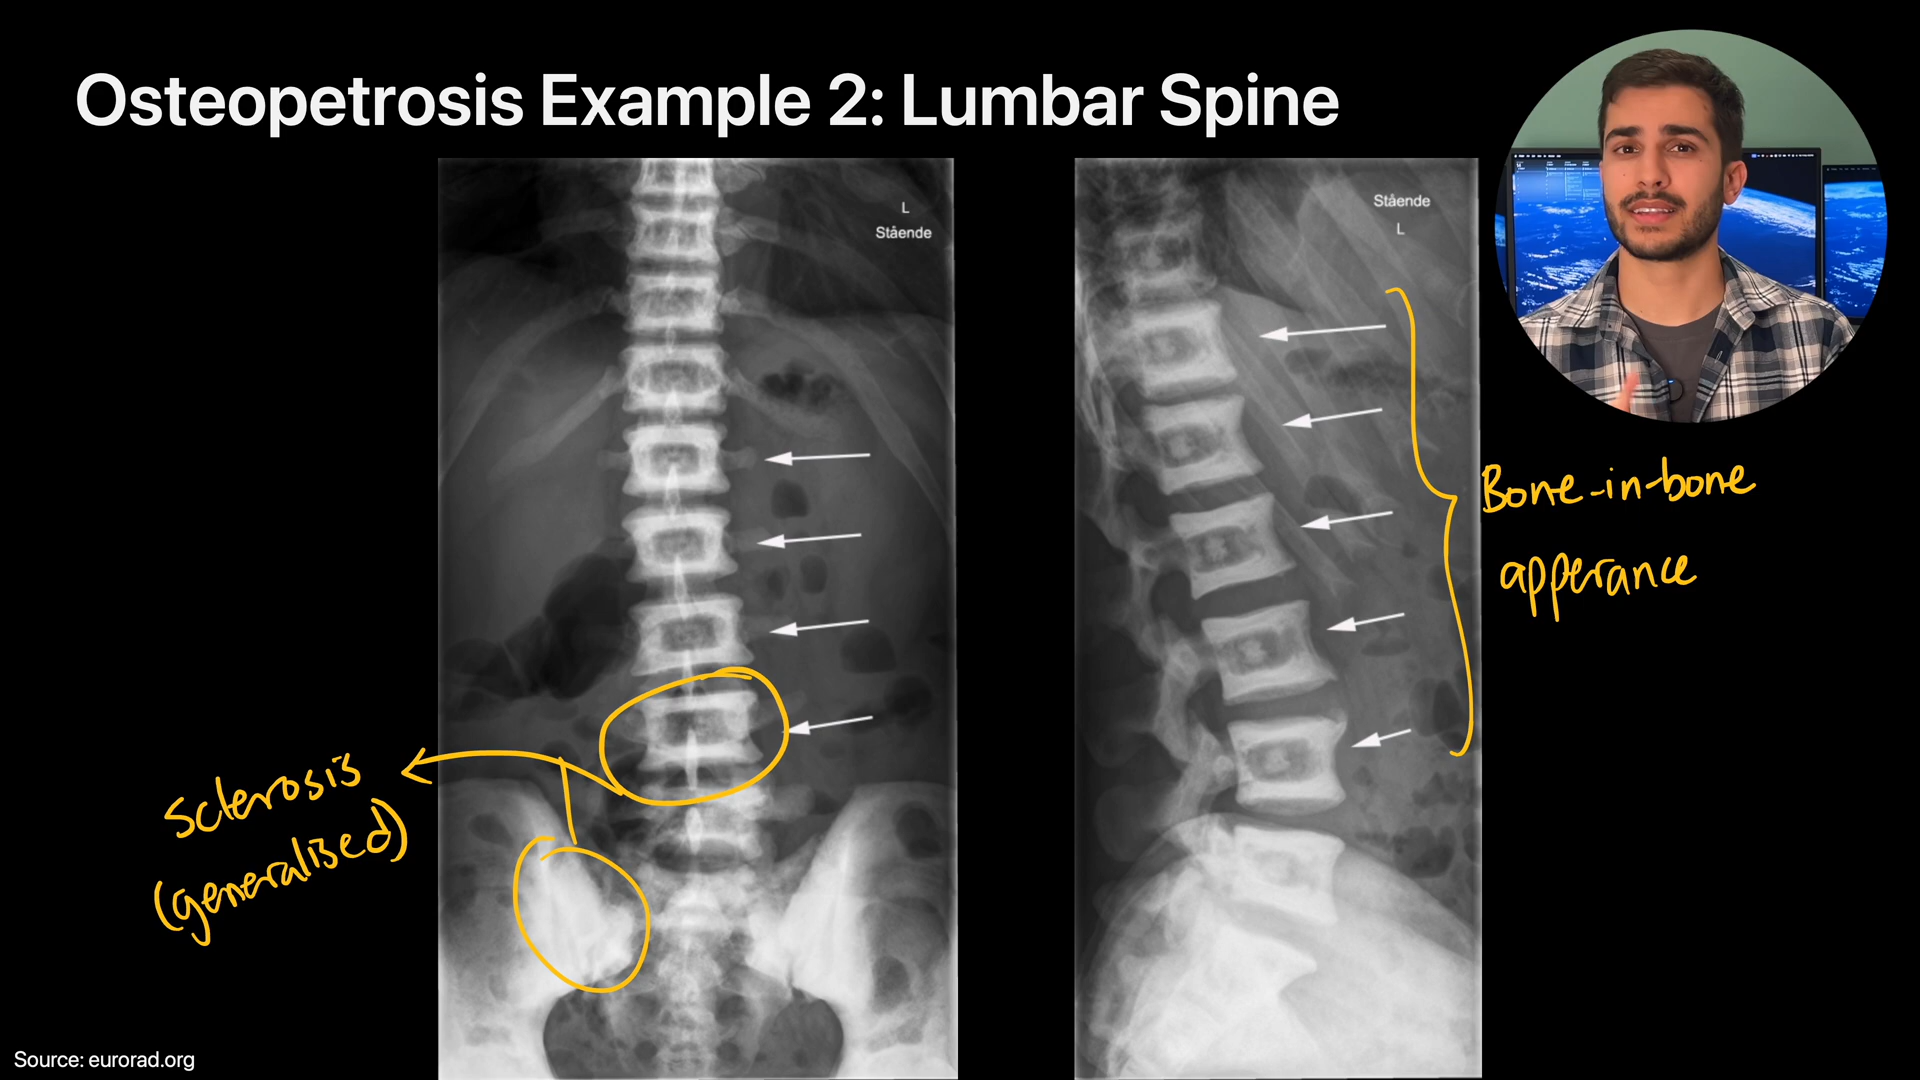 Osteopetrosis Example 2: Lumbar Spine
L
Stående
Stående
L
Bone-in-bone
apperance
Sclerosis
(generalised)
Source: eurorad.org